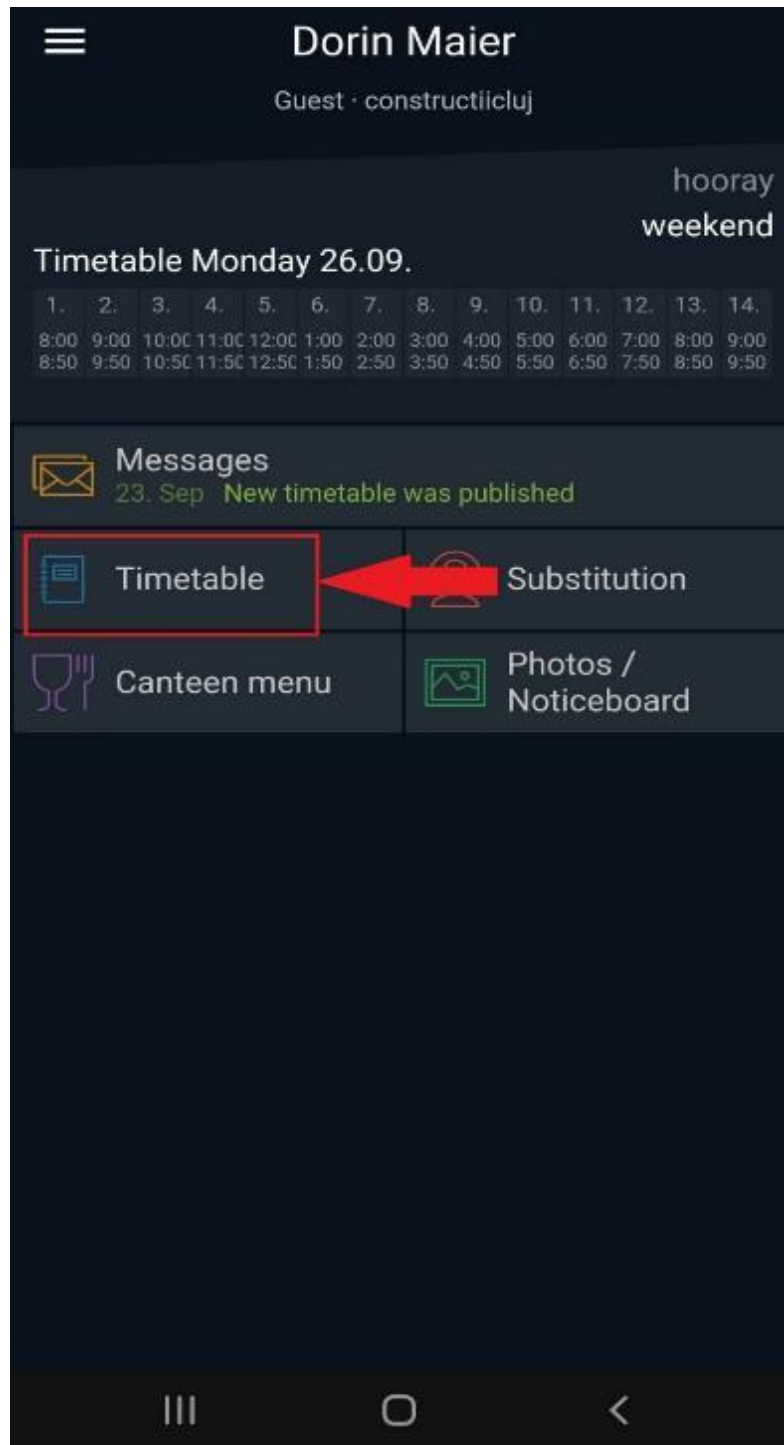 Dorin Maier
Guest · constructiicluj
hooray
weekend
Timetable Monday 26.09.
1. 2. 3. 4. 5. 6. 7. 8. 9. 10. 11. 12. 13. 14.
8:00 9:00 10:00 11:00 12:00 1:00 2:00 3:00 4:00 5:00 6:00 7:00 8:00 9:00
8:50 9:50 10:50 11:50 12:50 1:50 2:50 3:50 4:50 5:50 6:50 7:50 8:50 9:50
Messages
23. Sep New timetable was published
Timetable
Substitution
Canteen menu
Photos /
Noticeboard